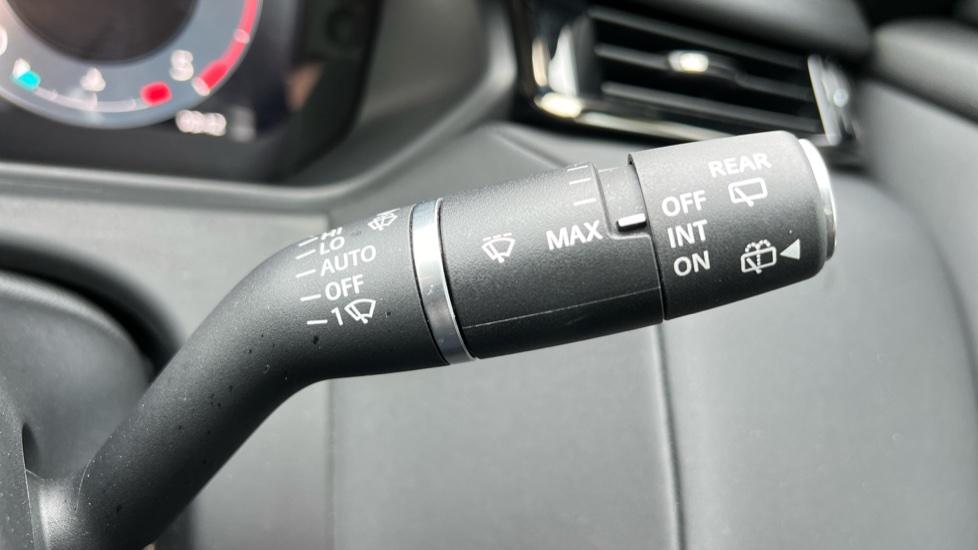 HI
LO
AUTO
OFF
1
MAX
REAR
OFF
INT
ON